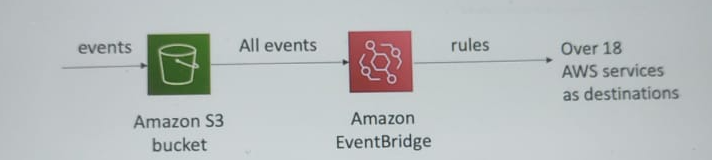 events
All events
rules
Over 18
AWS services
as destinations
Amazon S3
bucket
Amazon
EventBridge